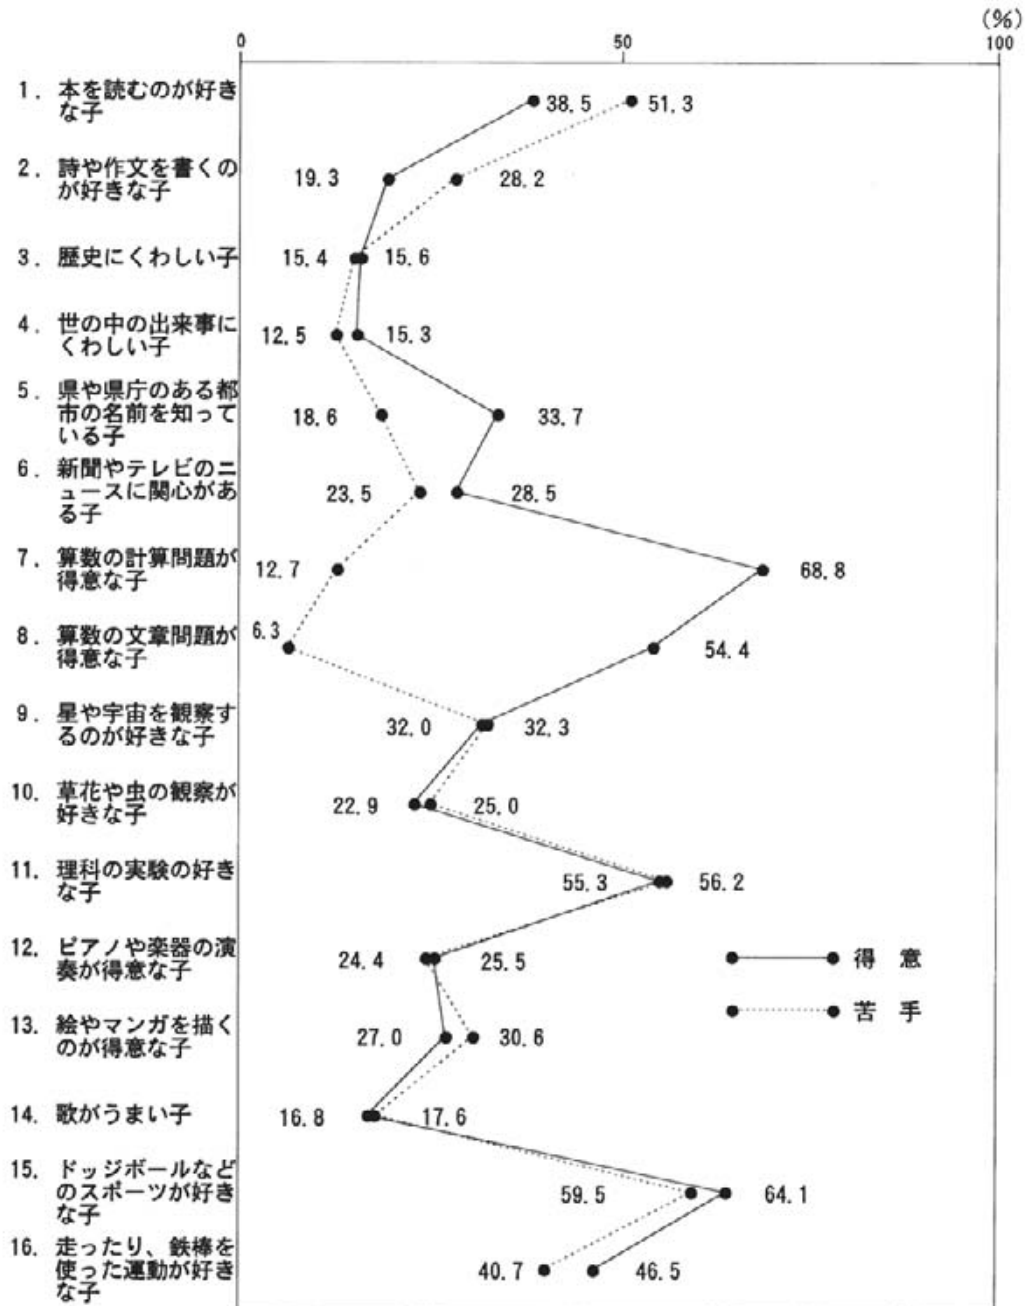 (%)
0 50 100
1. 本を読むのが好き
な子
38.5 51.3
2. 詩や作文を書くの
が好きな子
19.3 28.2
3. 歴史にくわしい子
15.4 15.6
4. 世の中の出来事に
くわしい子
12.5 15.3
5. 県や県庁のある都
市の名前を知って
いる子
18.6 33.7
6. 新聞やテレビのニ
ュースに関心があ
る子
23.5 28.5
7. 算数の計算問題が
得意な子
12.7 68.8
8. 算数の文章問題が
得意な子
6.3 54.4
9. 星や宇宙を観察す
るのが好きな子
32.0 32.3
10. 草花や虫の観察が
好きな子
22.9 25.0
11. 理科の実験の好き
な子
55.3 56.2
12. ピアノや楽器の演
奏が得意な子
24.4 25.5
得意
苦手
13. 絵やマンガを描く
のが得意な子
27.0 30.6
14. 歌がうまい子
16.8 17.6
15. ドッジボールなど
のスポーツが好き
な子
59.5 64.1
16. 走ったり、鉄棒を
使った運動が好き
な子
40.7 46.5